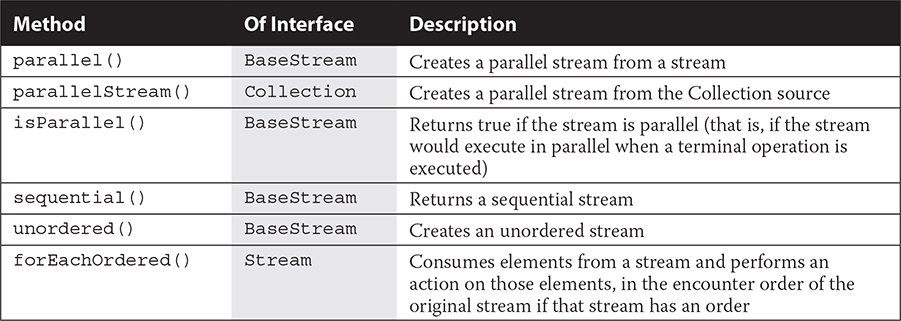 Method Of Interface Description
parallel() BaseStream Creates a parallel stream from a stream
parallelStream() Collection Creates a parallel stream from the Collection source
isParallel() BaseStream Returns true if the stream is parallel (that is, if the stream
would execute in parallel when a terminal operation is
executed)
sequential() BaseStream Returns a sequential stream
unordered() BaseStream Creates an unordered stream
forEachOrdered() Stream Consumes elements from a stream and performs an
action on those elements, in the encounter order of the
original stream if that stream has an order